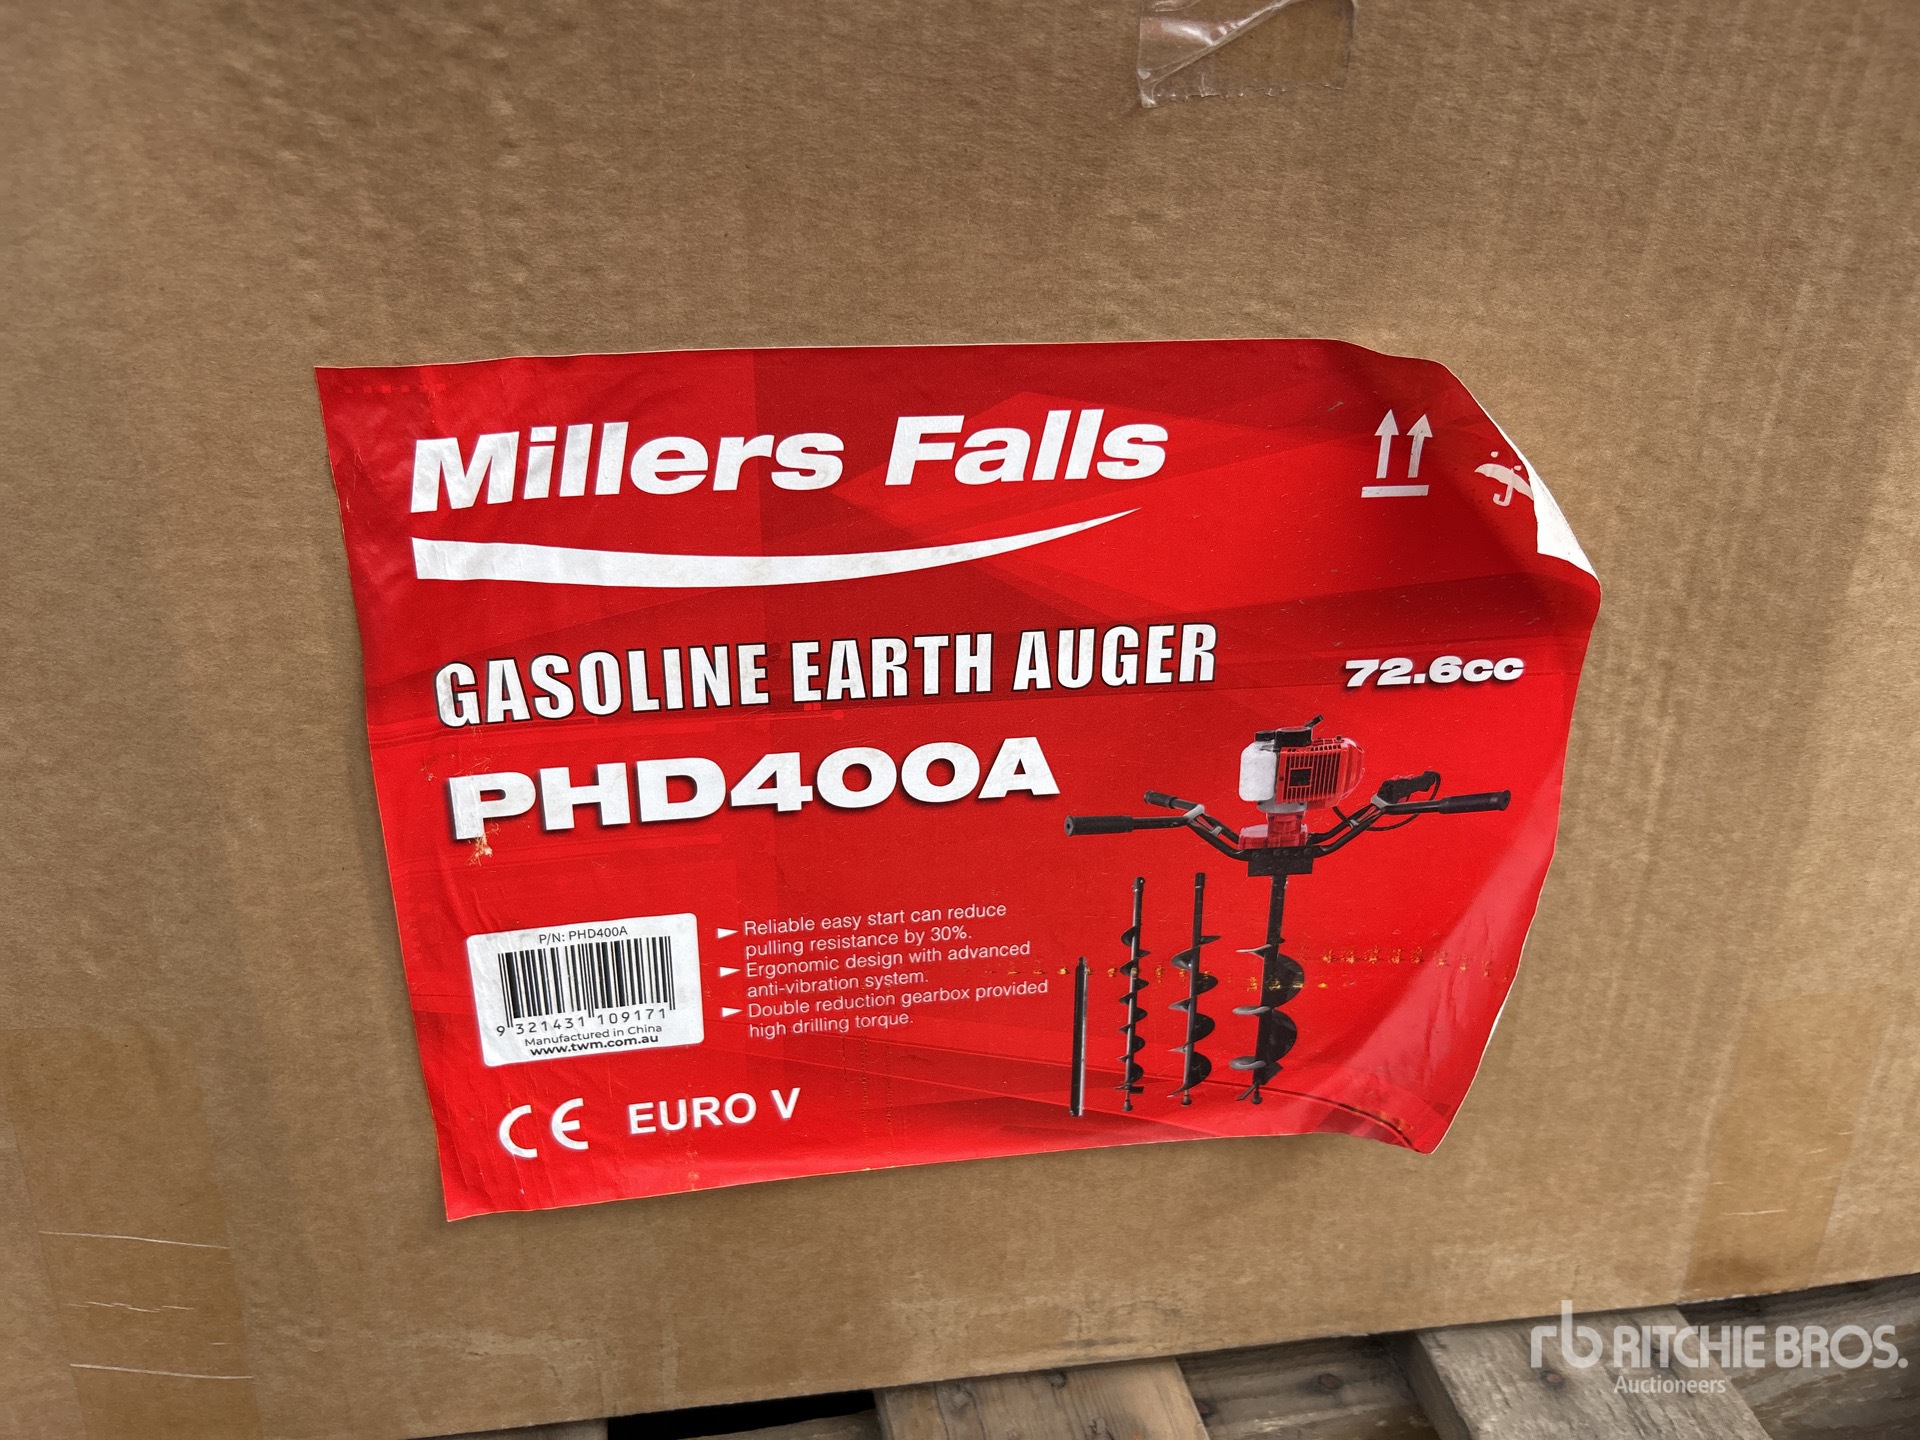 Millers Falls
GASOLINE EARTH AUGER
72.6cc
PHD400A
P/N: PHD400A
9 321431 109171
Manufactured in China
www.twm.com.au
Reliable easy start can reduce
pulling resistance by 30%.
Ergonomic design with advanced
anti-vibration system.
Double reduction gearbox provided
high drilling torque.
CE EURO V
rb RITCHIE BROS.
Auctioneers